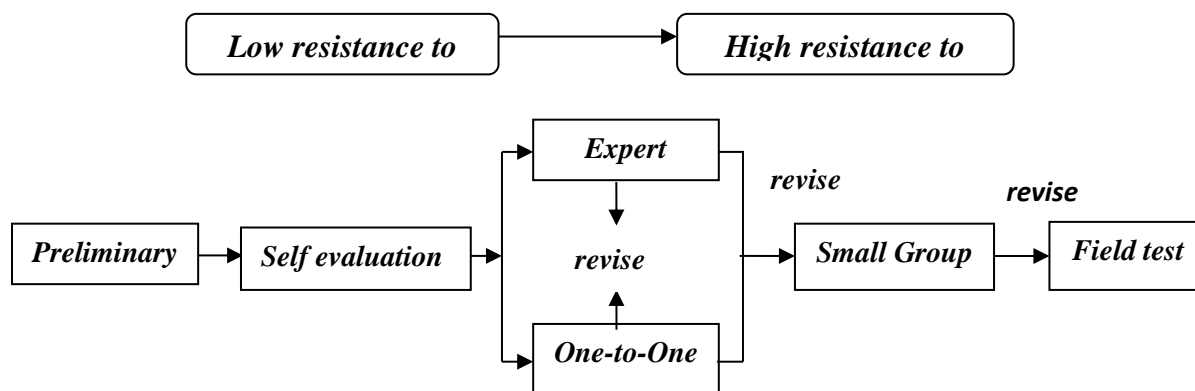 Low resistance to
High resistance to
Expert
revise
revise
Preliminary
Self evaluation
revise
Small Group
Field test
One-to-One